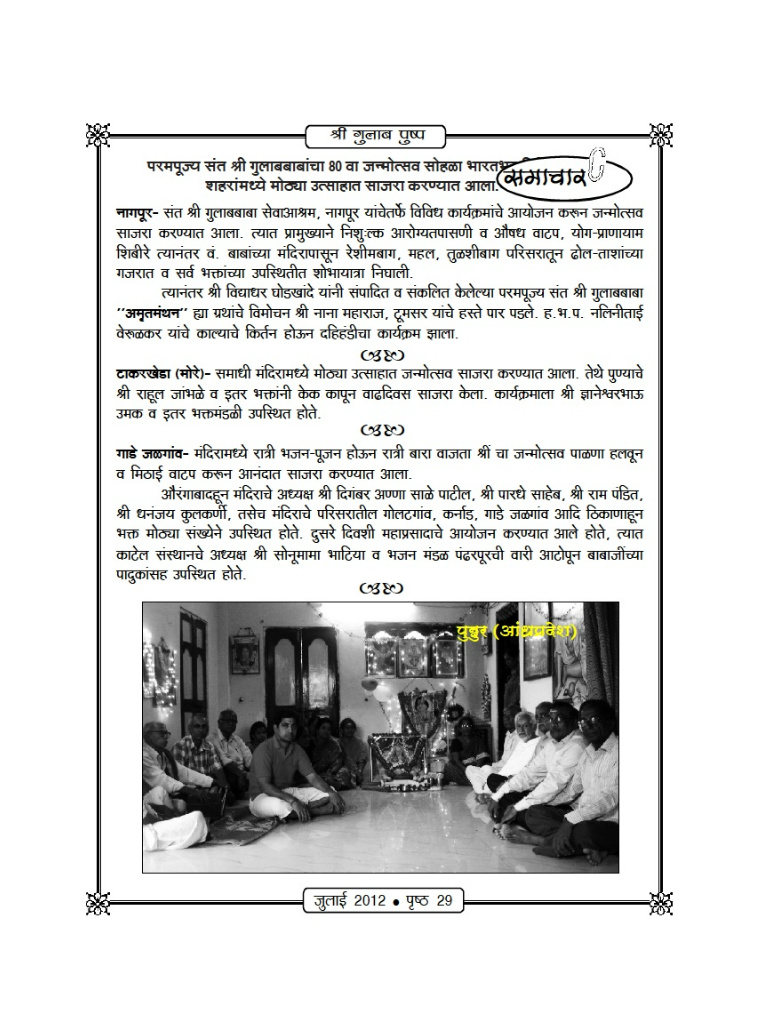 श्री गुलाब पुष्प
परमपूज्य संत श्री गुलाबबाबांचा 80 वा जन्मोत्सव सोहळा
समाचार
शहरांमध्ये मोठ्या उत्साहात साजरा करण्यात आला.
नागपूर- संत श्री गुलाबबाबा सेवाआश्रम, नागपूर यांचेतर्फे विविध कार्यक्रमांचे आयोजन करून जन्मोत्सव
साजरा करण्यात आला. त्यात प्रामुख्याने निशुःल्क आरोग्यतपासणी व औषध वाटप, योग-प्राणायाम
शिबीरे त्यानंतर वं. बाबांच्या मंदिरापासून रेशीमबाग, महल, तुळशीबाग परिसरातून ढोल-ताशांच्या
गजरात व सर्व भक्तांच्या उपस्थितीत शोभायात्रा निघाली.
त्यानंतर श्री विद्याधर घोडखांदे यांनी संपादित व संकलित केलेल्या परमपूज्य संत श्री गुलाबबाबा
''अमृतमंथन'' ह्या ग्रथांचे विमोचन श्री नाना महाराज, टूमसर यांचे हस्ते पार पडले. ह.भ.प. नलिनीताई
वेरूळकर यांचे काल्याचे किर्तन होऊन दहिहंडीचा कार्यक्रम झाला.
टाकरखेडा (मोरे)- समाधी मंदिरामध्ये मोठ्या उत्साहात जन्मोत्सव साजरा करण्यात आला. तेथे पुण्याचे
श्री राहूल जांभळे व इतर भक्तांनी केक कापून वाढदिवस साजरा केला. कार्यक्रमाला श्री ज्ञानेश्वरभाऊ
उमक व इतर भक्तमंडळी उपस्थित होते.
गाडे जळगांव- मंदिरामध्ये रात्री भजन-पूजन होऊन रात्री बारा वाजता श्रीं चा जन्मोत्सव पाळणा हलवून
व मिठाई वाटप करून आनंदात साजरा करण्यात आला.
औरंगाबादहून मंदिराचे अध्यक्ष श्री दिगंबर अण्णा साळे पाटील, श्री पारधे साहेब, श्री राम पंडित,
श्री धनंजय कुलकर्णी, तसेच मंदिराचे परिसरातील गोलटगांव, कर्नाड, गाडे जळगांव आदि ठिकाणाहून
भक्त मोठ्या संख्येने उपस्थित होते. दुसरे दिवशी महाप्रसादाचे आयोजन करण्यात आले होते, त्यात
काटेल संस्थानचे अध्यक्ष श्री सोनूमामा भाटिया व भजन मंडळ पंढरपूरची वारी आटोपून बाबाजींच्या
पादुकांसह उपस्थित होते.
पुन्नुर (आंध्रप्रदेश)
जुलाई 2012 ● पृष्ठ 29